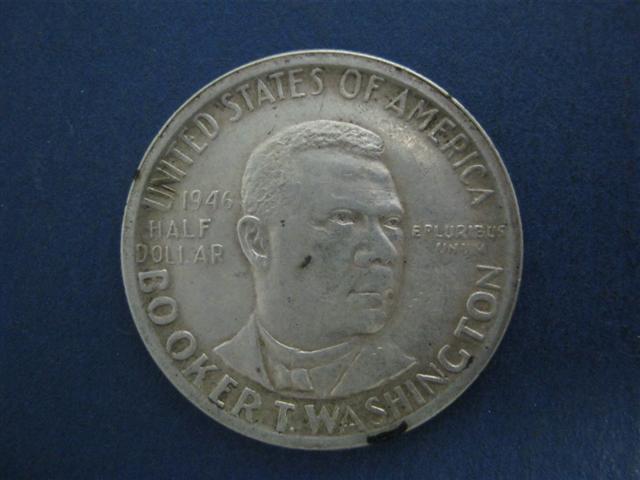 UNITED STATES OF AMERICA
1946
HALF
DOLLAR
E PLURIBUS
UNUM
BOOKER T. WASHINGTON